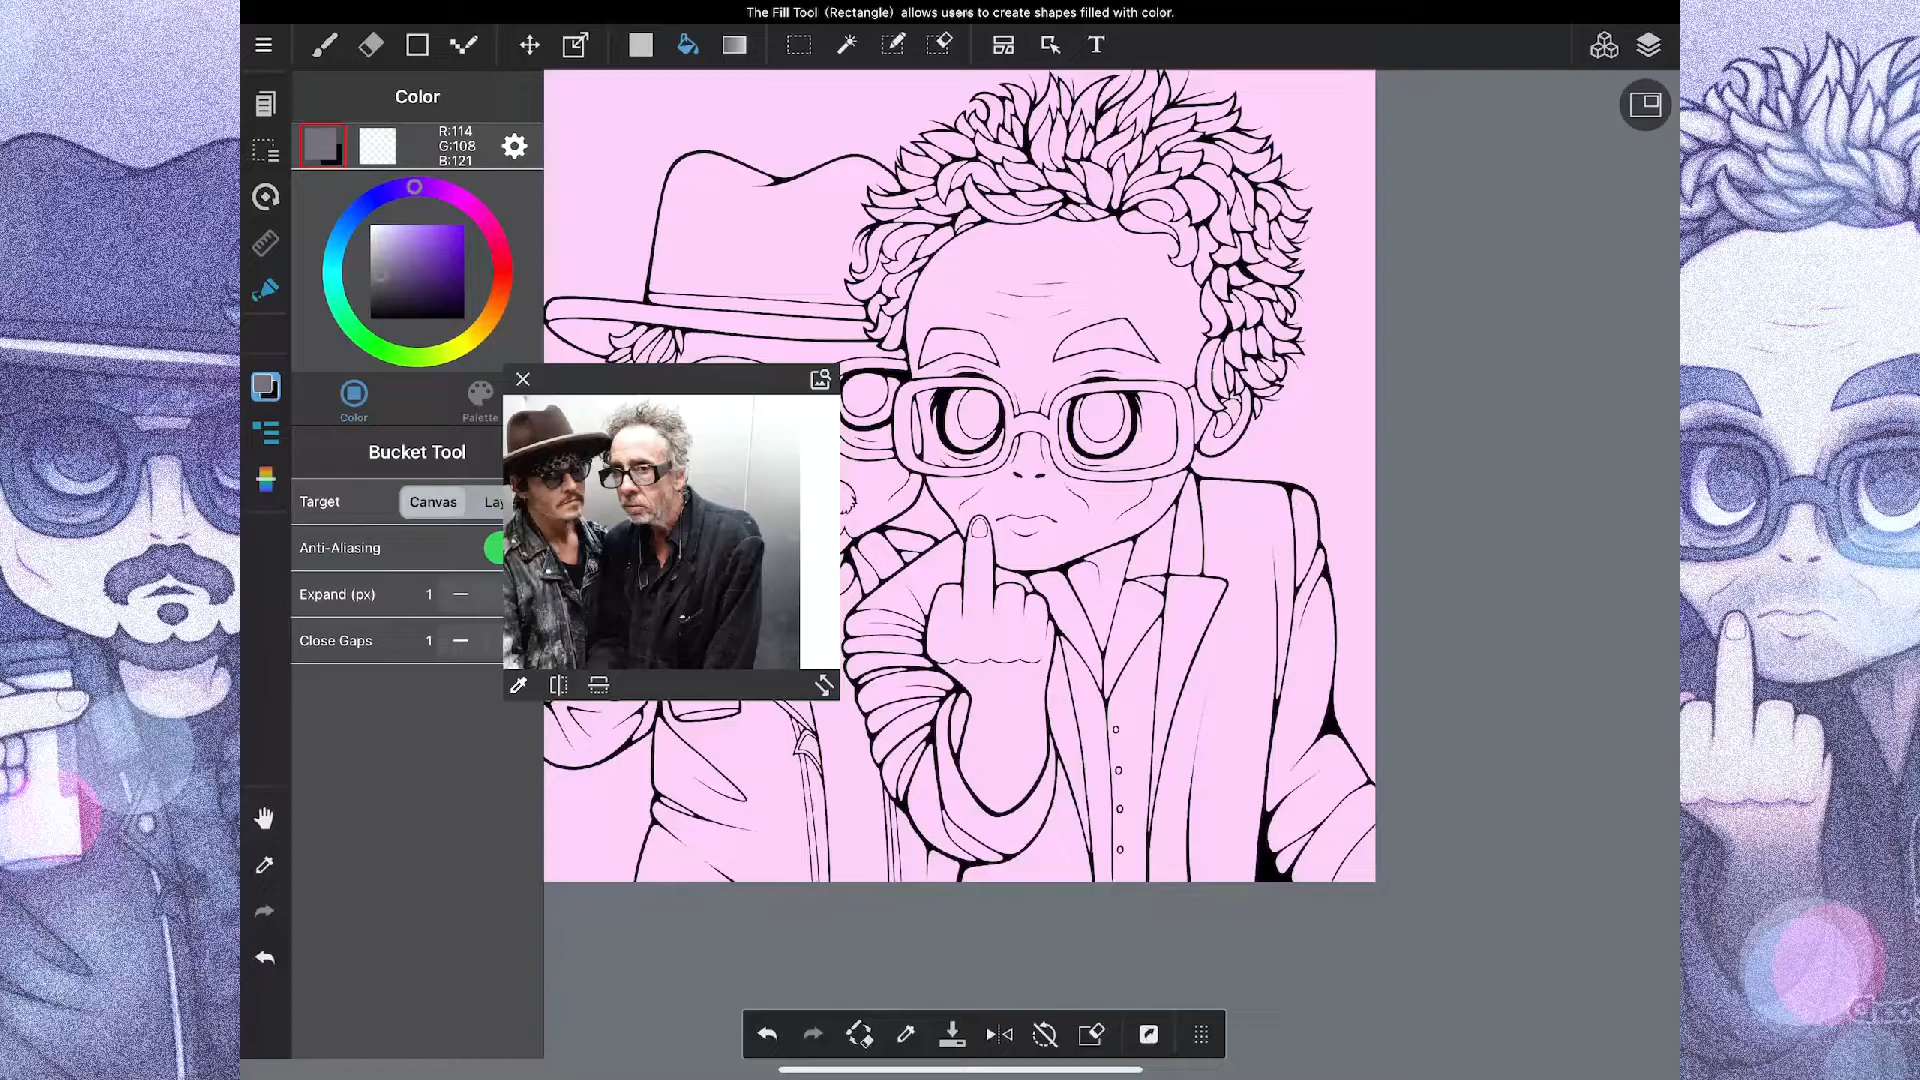 The Fill Tool (Rectangle) allows users to create shapes filled with color.
T
Color
R:114
G:108
B:121
Color
Palette
Bucket Tool
Target
Canvas
Lay
Anti-Aliasing
Expand (px)
1
Close Gaps
1